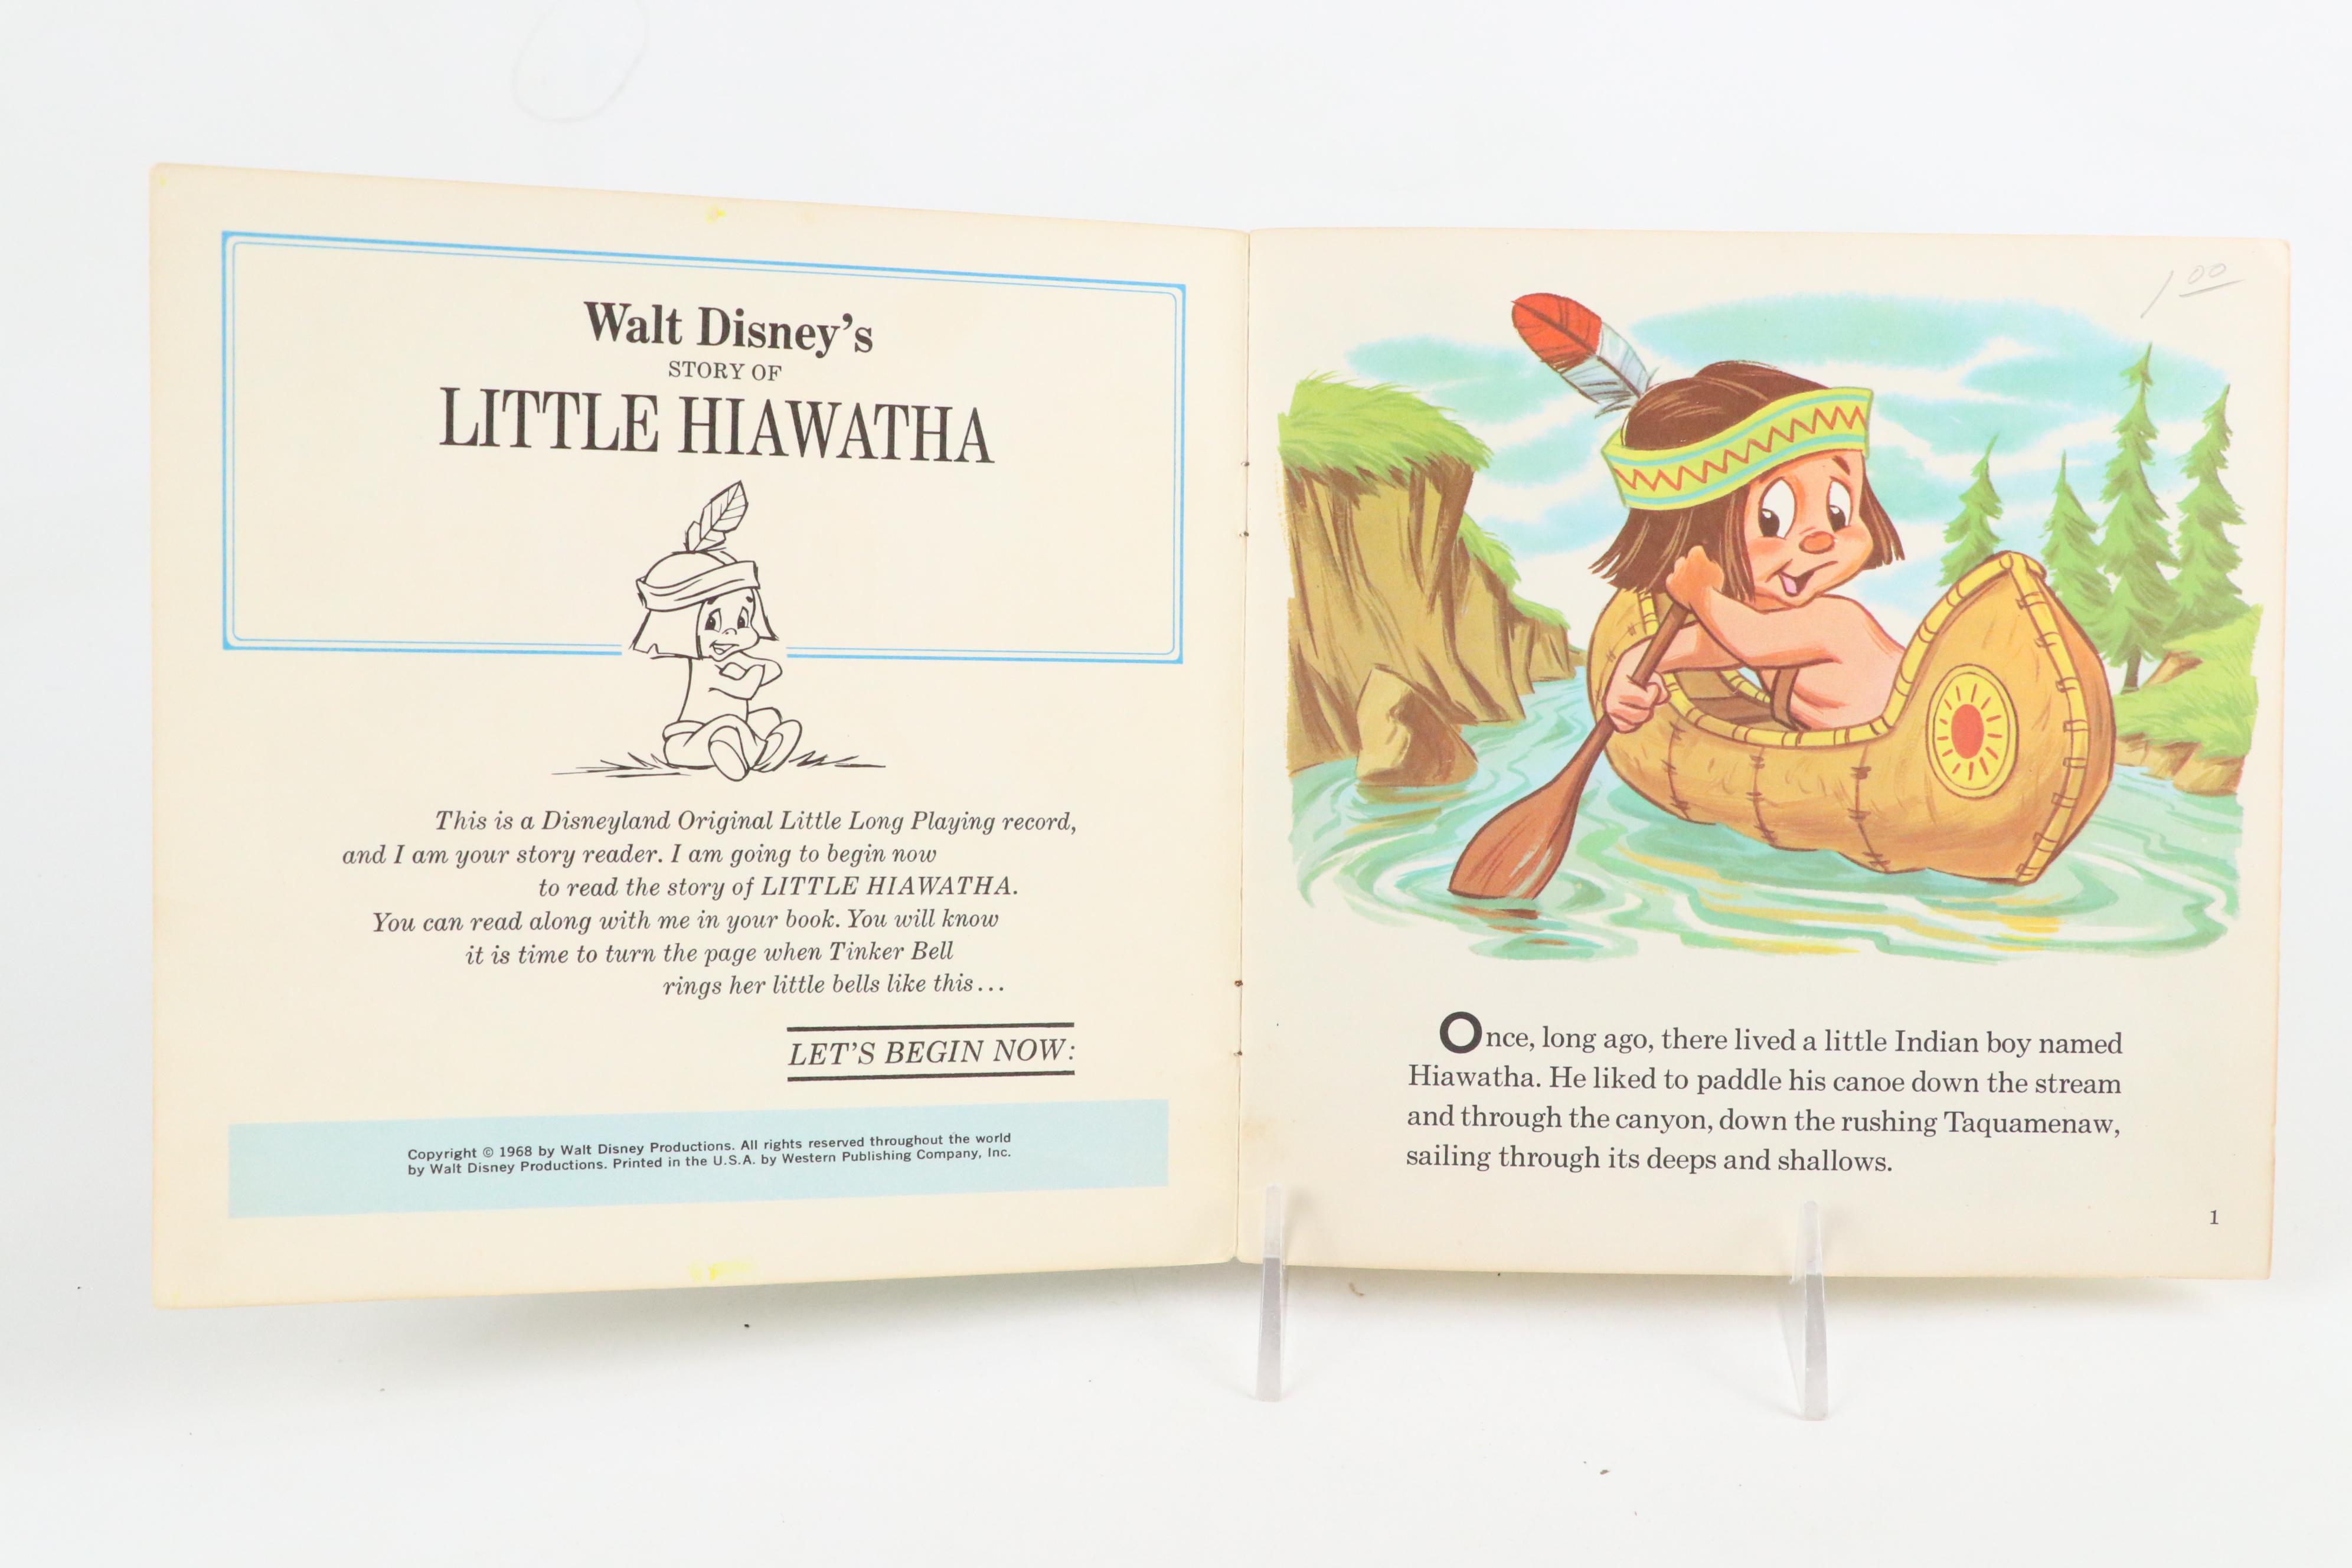 Walt Disney's
STORY OF
LITTLE HIAWATHA
This is a Disneyland Original Little Long Playing record,
and I am your story reader. I am going to begin now
to read the story of LITTLE HIAWATHA.
You can read along with me in your book. You will know
it is time to turn the page when Tinker Bell
rings her little bells like this...
LET'S BEGIN NOW:
Copyright © 1968 by Walt Disney Productions. All rights reserved throughout the world
by Walt Disney Productions. Printed in the U.S.A. by Western Publishing Company, Inc.
1 00
Once, long ago, there lived a little Indian boy named
Hiawatha. He liked to paddle his canoe down the stream
and through the canyon, down the rushing Taquamenaw,
sailing through its deeps and shallows.
1